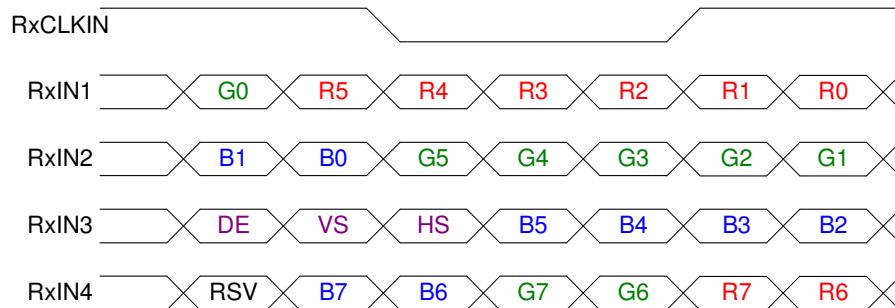 RxCLKIN
RxIN1 G0 R5 R4 R3 R2 R1 R0
RxIN2 B1 B0 G5 G4 G3 G2 G1
RxIN3 DE VS HS B5 B4 B3 B2
RxIN4 RSV B7 B6 G7 G6 R7 R6